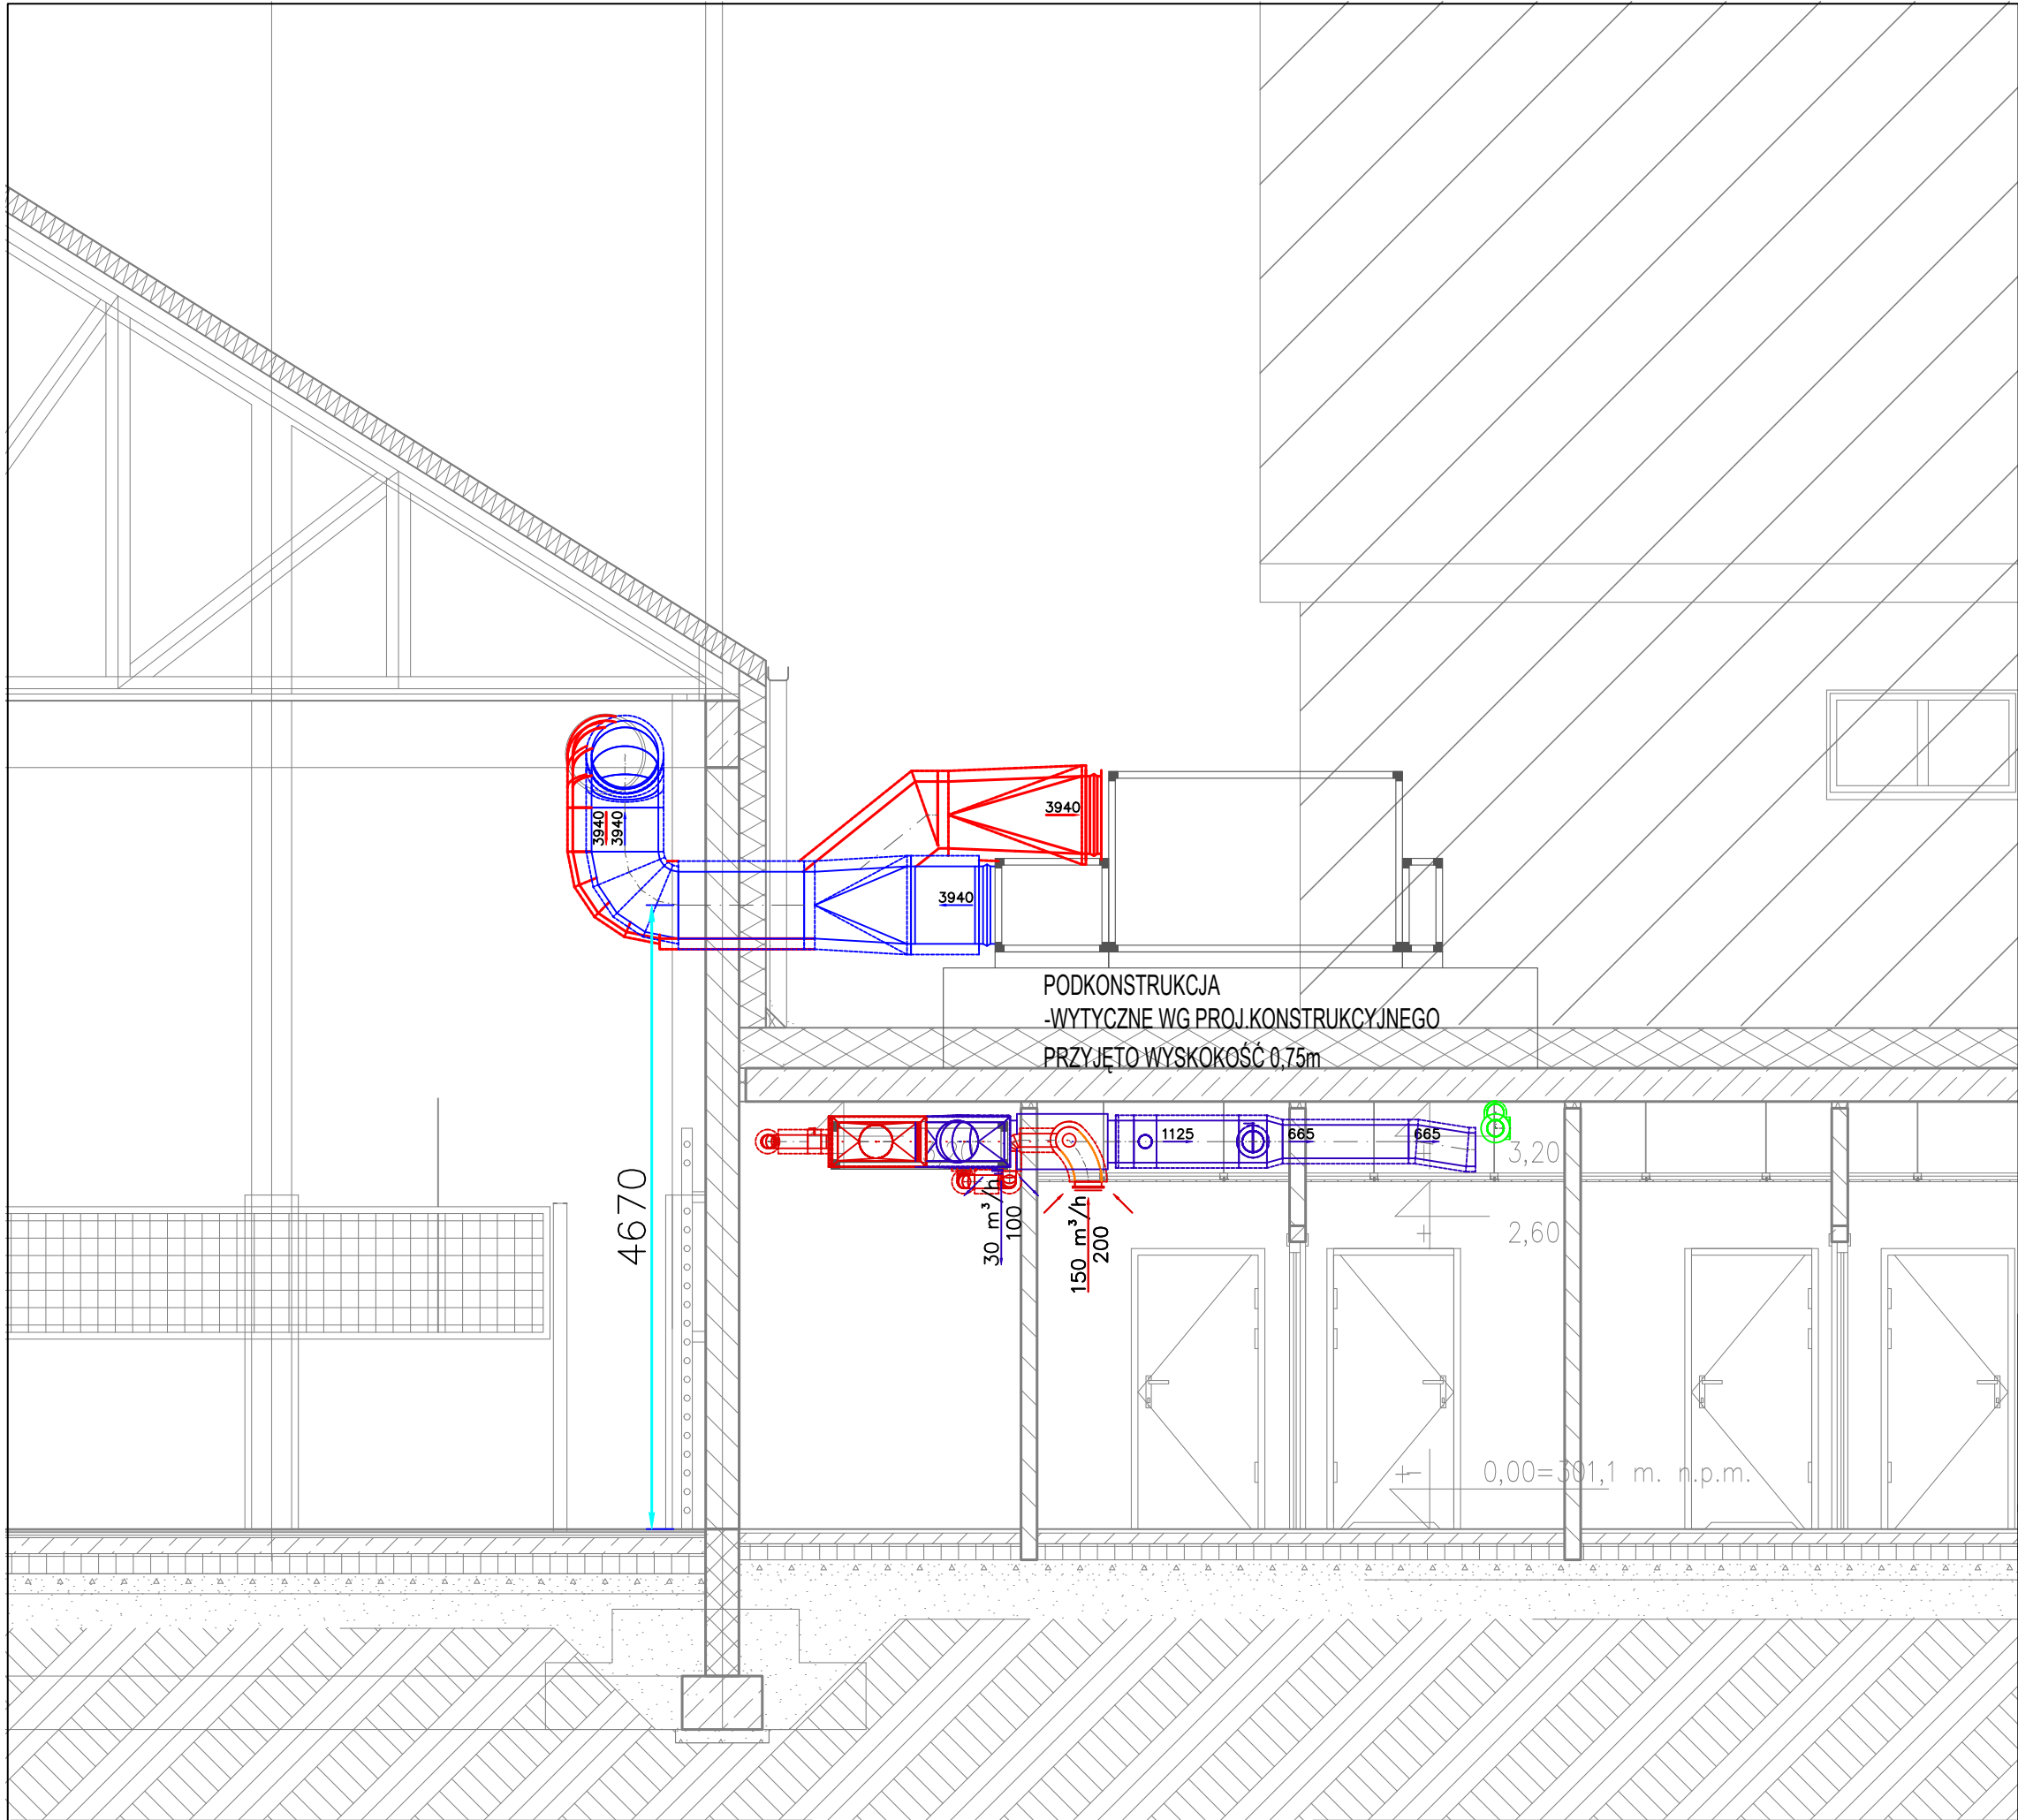 3940
3940
3940
3940
PODKONSTRUKCJA
-WYTYCZNE WG PROJ.KONSTRUKCYJNEGO
PRZYJĘTO WYSKOKOŚĆ 0,75m
1125
665
665
3,20
4670
30 m³/h
100
150 m³/h
200
2,60
0,00=301,1 m. n.p.m.